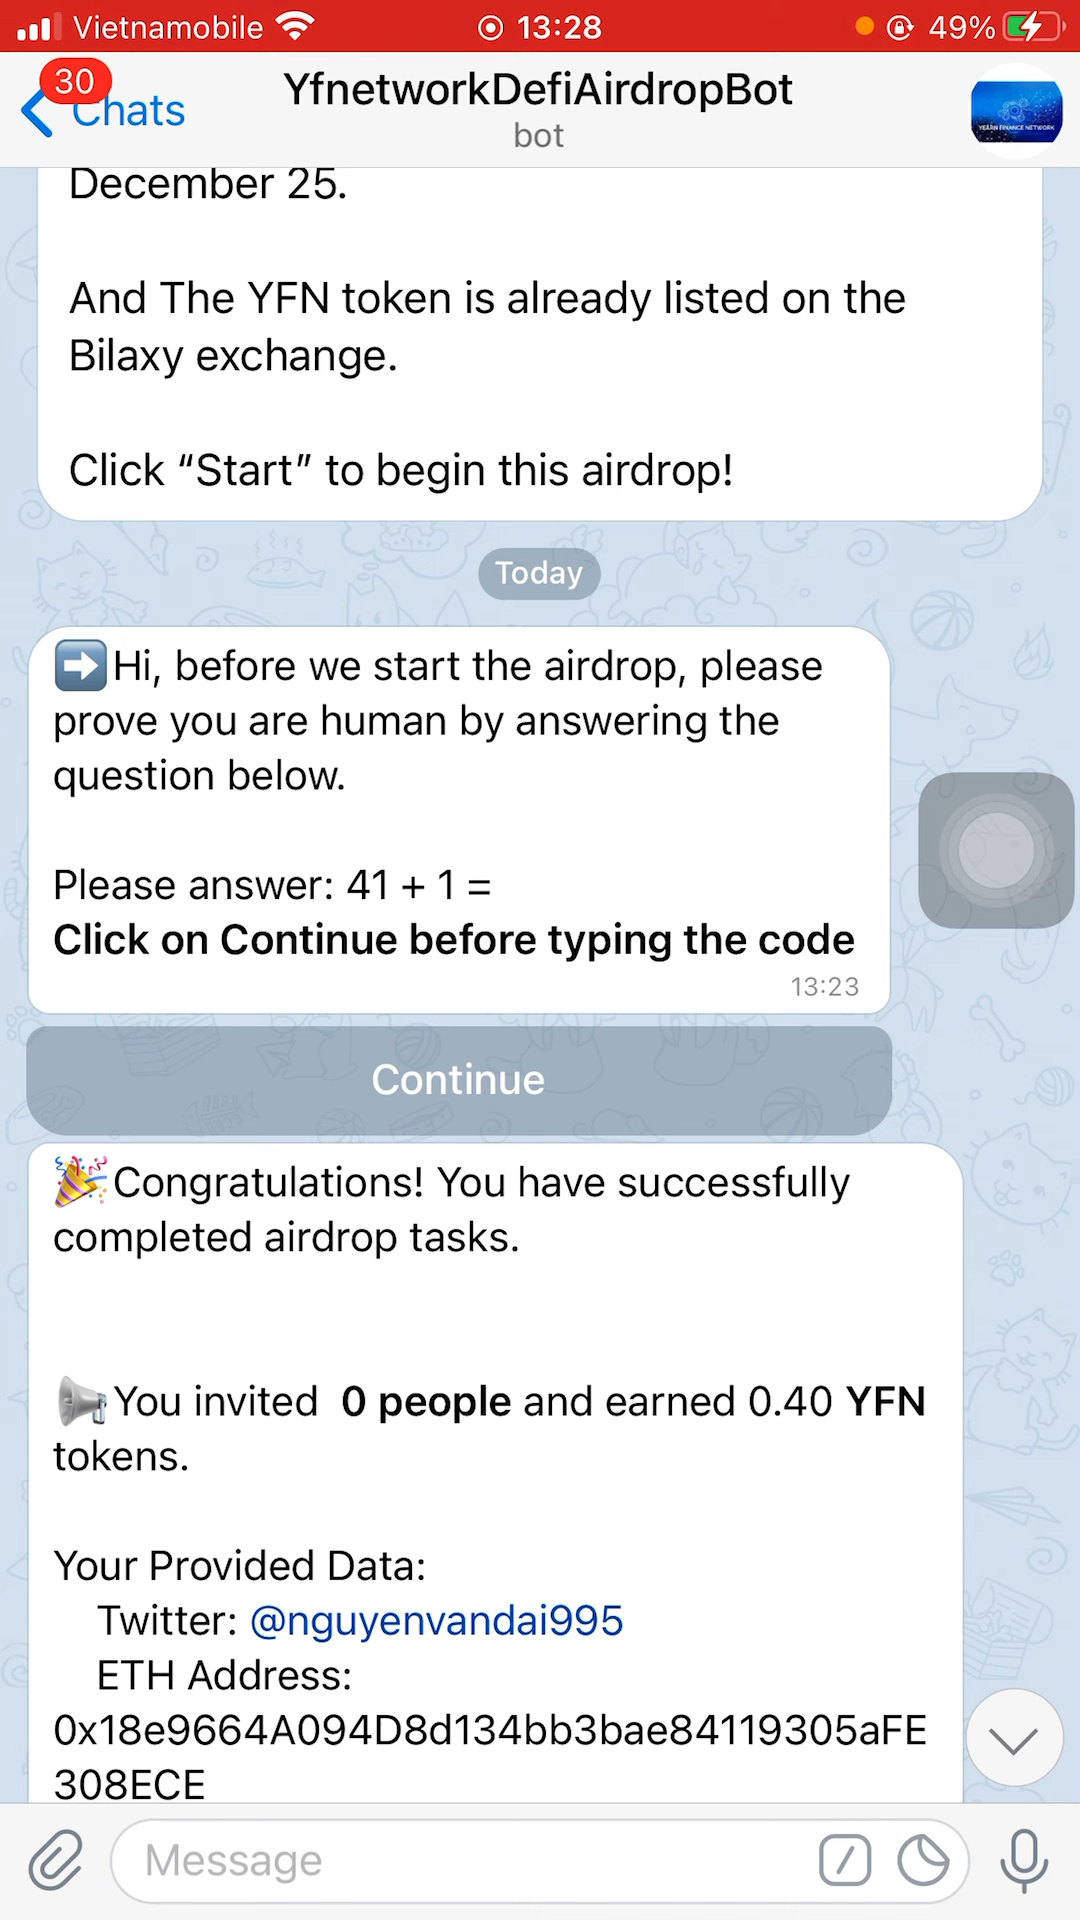 Vietnamobile 13:28 49%
30
Chats
YfnetworkDefiAirdropBot
bot
YEARN FINANCE NETWORK
December 25.
And The YFN token is already listed on the
Bilaxy exchange.
Click “Start” to begin this airdrop!
Today
Hi, before we start the airdrop, please
prove you are human by answering the
question below.
Please answer: 41 + 1 =
Click on Continue before typing the code
13:23
Continue
Congratulations! You have successfully
completed airdrop tasks.
You invited 0 people and earned 0.40 YFN
tokens.
Your Provided Data:
Twitter: @nguyenvandai995
ETH Address:
0x18e9664A094D8d134bb3bae84119305aFE
308ECE
Message